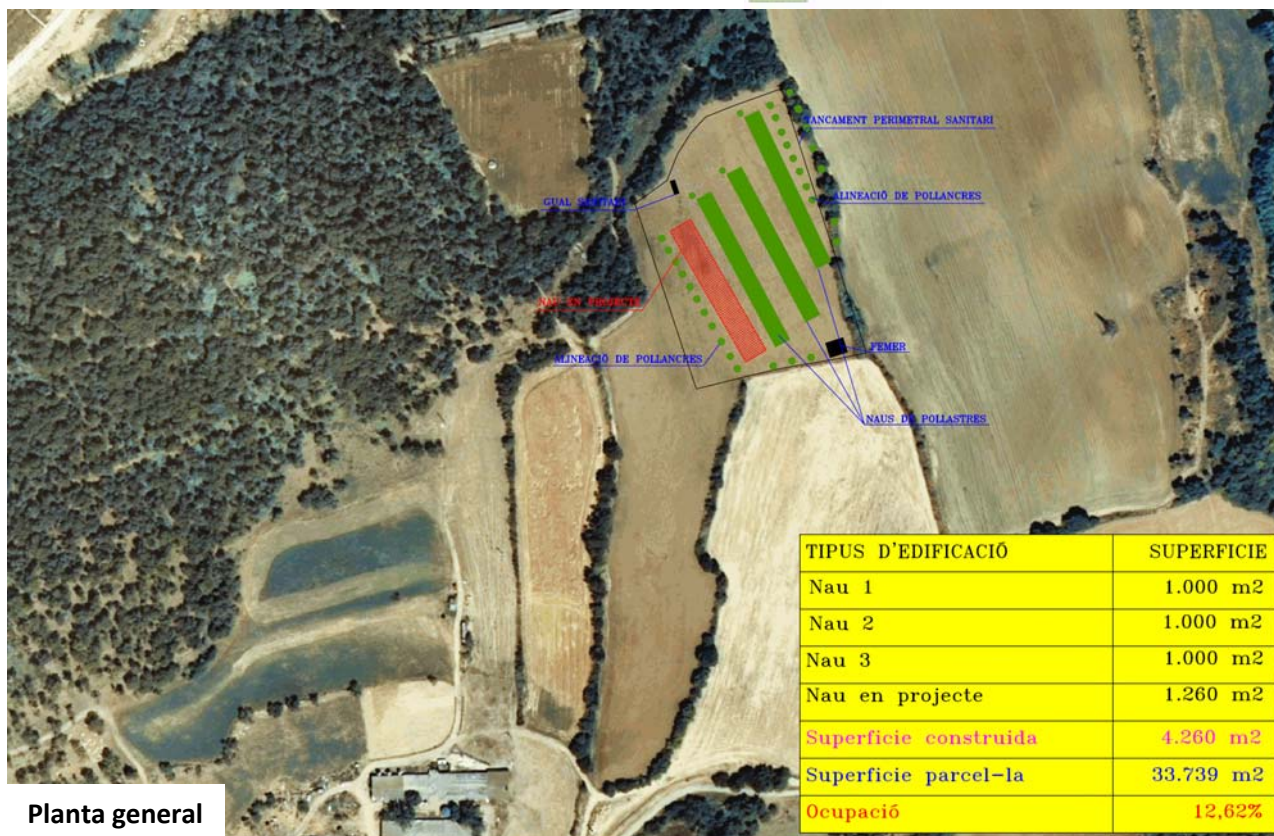 TANCAMENT PERIMETRAL SANITARI
ALINEACIÓ DE POLLANCRES
GUAL SANITARI
NAU EN PROJECTE
ALINEACIÓ DE POLLANCRES
FEMER
NAUS DE POLLASTRES
TIPUS D'EDIFICACIÓ SUPERFICIE
Nau 1 1.000 m2
Nau 2 1.000 m2
Nau 3 1.000 m2
Nau en projecte 1.260 m2
Superficie construida 4.260 m2
Superficie parcel-la 33.739 m2
Ocupació 12,62%
Planta general